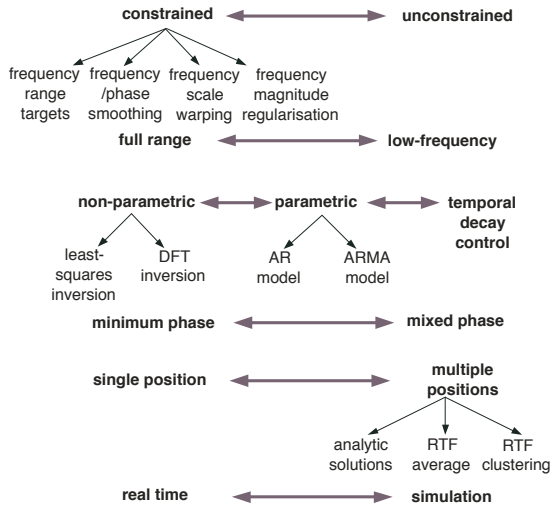 constrained unconstrained
frequency frequency frequency frequency
range /phase scale magnitude
targets smoothing warping regularisation
full range low-frequency
non-parametric parametric temporal
decay
control
least- DFT AR ARMA
squares inversion model model
inversion
minimum phase mixed phase
single position multiple
positions
analytic RTF RTF
solutions average clustering
real time simulation